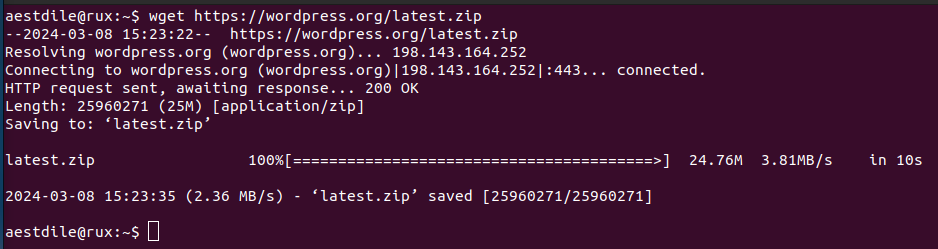 aestdile@rux:~$ wget https://wordpress.org/latest.zip
--2024-03-08 15:23:22--  https://wordpress.org/latest.zip
Resolving wordpress.org (wordpress.org)... 198.143.164.252
Connecting to wordpress.org (wordpress.org)|198.143.164.252|:443... connected.
HTTP request sent, awaiting response... 200 OK
Length: 25960271 (25M) [application/zip]
Saving to: ‘latest.zip’
latest.zip                 100%[========================================>]  24.76M  3.81MB/s    in 10s
2024-03-08 15:23:35 (2.36 MB/s) - ‘latest.zip’ saved [25960271/25960271]
aestdile@rux:~$